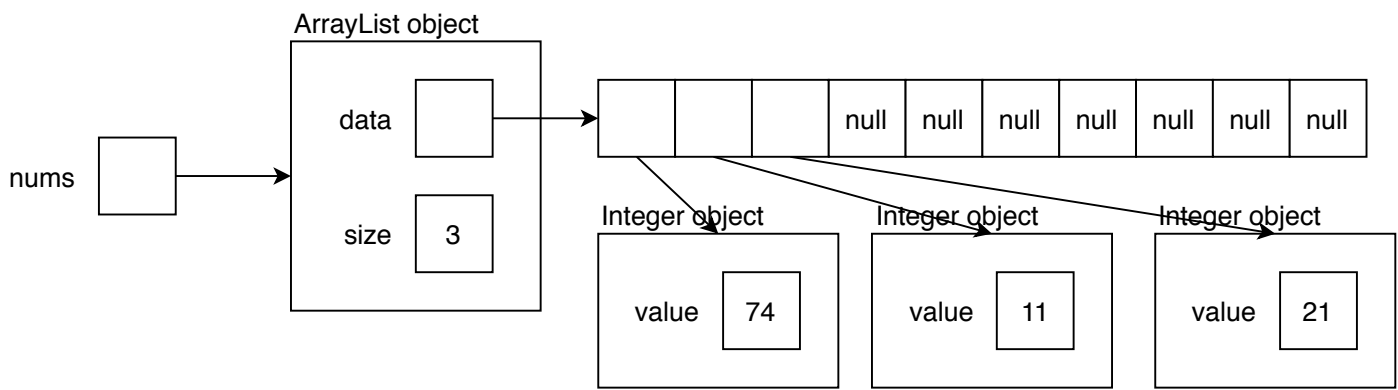 ArrayList object
data
null null null null null null null
nums
size 3
Integer object Integer object Integer object
value 74 value 11 value 21